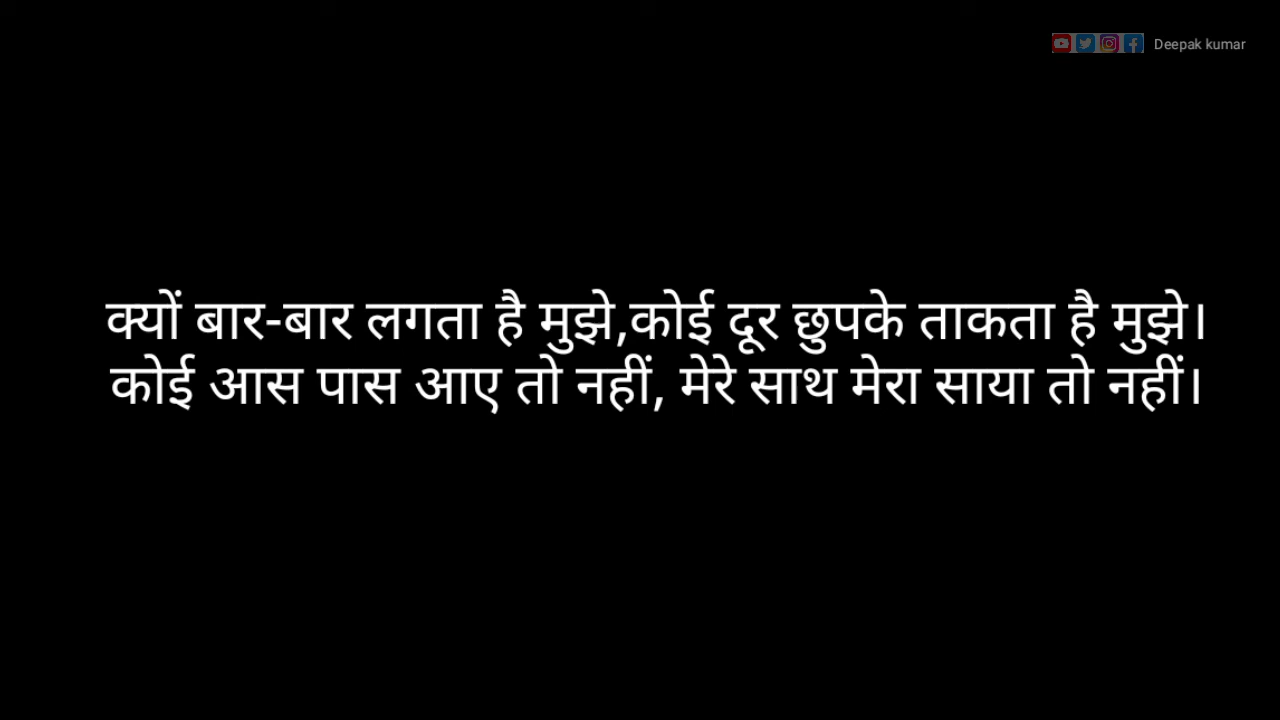 Deepak kumar
क्यों बार-बार लगता है मुझे,कोई दूर छुपके ताकता है मुझे।
कोई आस पास आए तो नहीं, मेरे साथ मेरा साया तो नहीं।